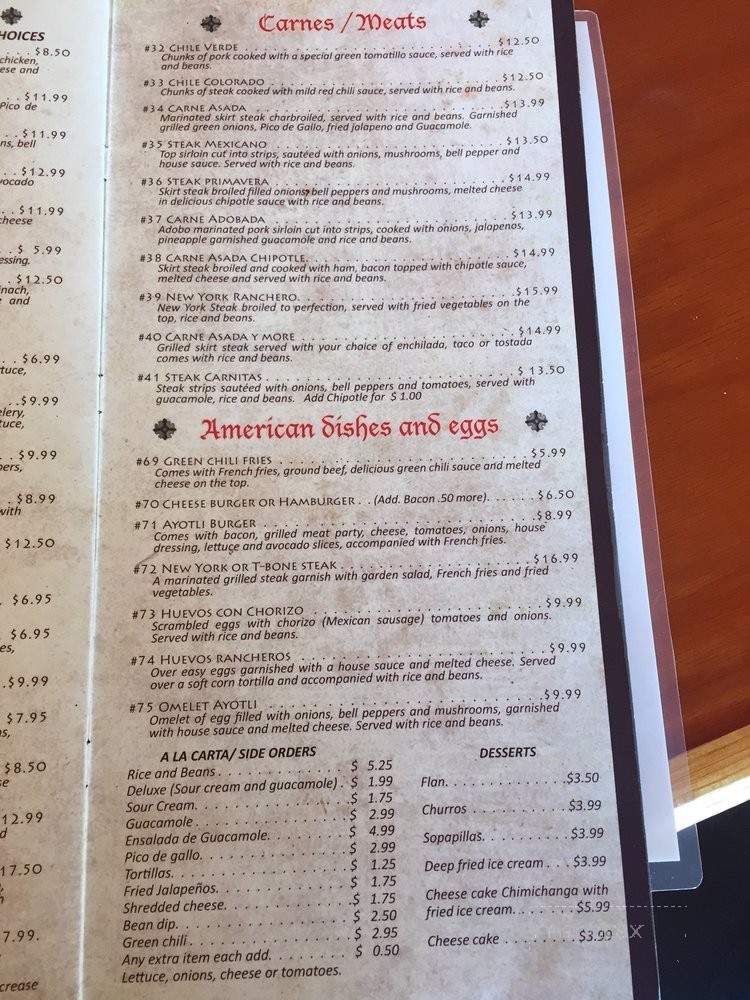 HOICES
. . . $8.50
chicken,
ese and
. . $11.99
Pico de
. . $11.99
ns, bell
. . $12.99
vocado
. . $11.99
cheese
. . $ 5.99
essing.
. . $12.50
nach,
e and
. . $6.99
tuce,
. . $9.99
elery,
tuce,
. . $9.99
pers,
. . $8.99
with
$12.50
. $6.95
$6.95
es,
. . $9.99
$7.95
ns,
$8.50
se
12.99
d
17.50
7.99.
crease
Carnes / Meats
#32 Chile Verde . . . . . . . . . . $12.50
Chunks of pork cooked with a special green tomatillo sauce, served with rice
and beans.
#33 Chile Colorado . . . . . . . . . . $12.50
Chunks of steak cooked with mild red chili sauce, served with rice and beans.
#34 Carne Asada . . . . . . . . . . $13.99
Marinated skirt steak charbroiled, served with rice and beans. Garnished
grilled green onions, Pico de Gallo, fried jalapeno and Guacamole.
#35 Steak Mexicano . . . . . . . . . . $13.50
Top sirloin cut into strips, sautéed with onions, mushrooms, bell pepper and
house sauce. Served with rice and beans.
#36 Steak primavera . . . . . . . . . . $14.99
Skirt steak broiled filled onions, bell peppers and mushrooms, melted cheese
in delicious chipotle sauce with rice and beans.
#37 Carne Adobada . . . . . . . . . . $13.99
Adobo marinated pork sirloin cut into strips, cooked with onions, jalapenos,
pineapple garnished guacamole and rice and beans.
#38 Carne Asada Chipotle. . . . . . . . . . $14.99
Skirt steak broiled and cooked with ham, bacon topped with chipotle sauce,
melted cheese and served with rice and beans.
#39 New York Ranchero. . . . . . . . . . $15.99
New York Steak broiled to perfection, served with fried vegetables on the
top, rice and beans.
#40 Carne Asada y more . . . . . . . . . . $14.99
Grilled skirt steak served with your choice of enchilada, taco or tostada
comes with rice and beans.
#41 Steak Carnitas . . . . . . . . . . $ 13.50
Steak strips sautéed with onions, bell peppers and tomatoes, served with
guacamole, rice and beans. Add Chipotle for $ 1.00
American dishes and eggs
#69 Green chili fries . . . . . . . . . . $5.99
Comes with French fries, ground beef, delicious green chili sauce and melted
cheese on the top.
#70 Cheese burger or Hamburger . . (Add. Bacon .50 more). . . . . . . $6.50
#71 Ayotli Burger . . . . . . . . . . $8.99
Comes with bacon, grilled meat party, cheese, tomatoes, onions, house
dressing, lettuce and avocado slices, accompanied with French fries.
#72 New York or T-bone steak . . . . . . . . . . $16.99
A marinated grilled steak garnish with garden salad, French fries and fried
vegetables.
#73 Huevos con Chorizo . . . . . . . . . . $9.99
Scrambled eggs with chorizo (Mexican sausage) tomatoes and onions.
Served with rice and beans.
#74 Huevos rancheros . . . . . . . . . . $9.99
Over easy eggs garnished with a house sauce and melted cheese. Served
over a soft corn tortilla and accompanied with rice and beans.
#75 Omelet Ayotli . . . . . . . . . . $9.99
Omelet of egg filled with onions, bell peppers and mushrooms, garnished
with house sauce and melted cheese. Served with rice and beans.
A LA CARTA/ SIDE ORDERS
Rice and Beans . . . . . . . . . . $ 5.25
Deluxe (Sour cream and guacamole) . $ 1.99
Sour Cream. . . . . . . . . . $ 1.75
Guacamole . . . . . . . . . . $ 2.99
Ensalada de Guacamole. . . . . . . . $ 4.99
Pico de gallo. . . . . . . . . . $ 2.99
Tortillas. . . . . . . . . . $ 1.25
Fried Jalapeños. . . . . . . . . . $ 1.75
Shredded cheese. . . . . . . . . . $ 1.75
Bean dip. . . . . . . . . . $ 2.50
Green chili . . . . . . . . . . $ 2.95
Any extra item each add. . . . . . . . $ 0.50
Lettuce, onions, cheese or tomatoes.
DESSERTS
Flan. . . . . . . . . . . . . .$3.50
Churros . . . . . . . . . . .$3.99
Sopapillas. . . . . . . . . .$3.99
Deep fried ice cream . . . .$3.99
Cheese cake Chimichanga with
fried ice cream. . . . . . . . $5.99
Cheese cake . . . . . . . . .$3.99